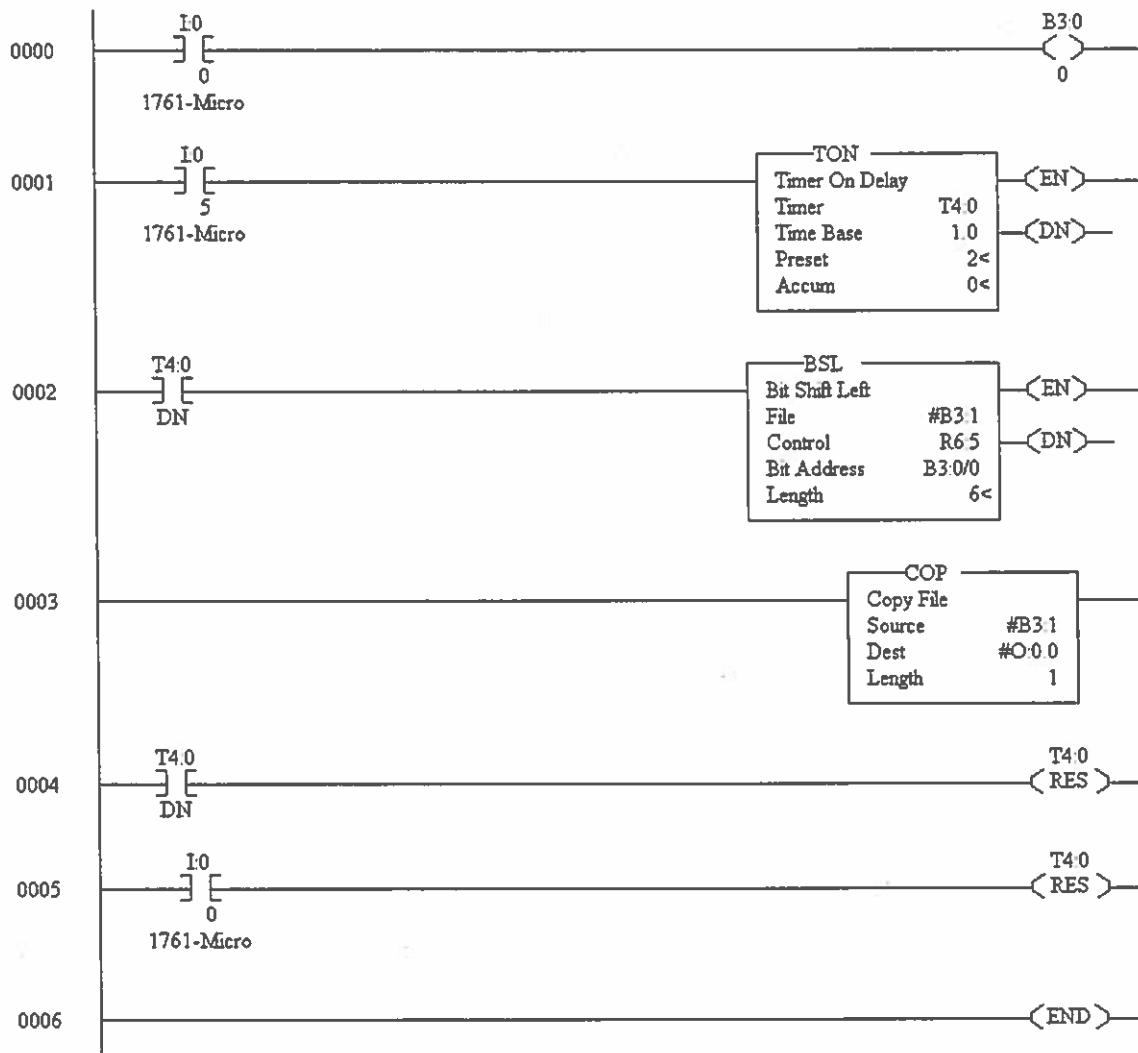 I:0 B3:0
0000
0 0
1761-Micro
I:0 TON
0001 Timer On Delay EN
5 Timer T4:0
1761-Micro Time Base 1.0 DN
Preset 2<
Accum 0<
T4:0 BSL
0002 Bit Shift Left EN
DN File #B3:1
Control R6:5 DN
Bit Address B3:0/0
Length 6<
COP
0003 Copy File
Source #B3:1
Dest #O:0.0
Length 1
T4:0 T4:0
0004 RES
DN
I:0 T4:0
0005 RES
0
1761-Micro
0006 END